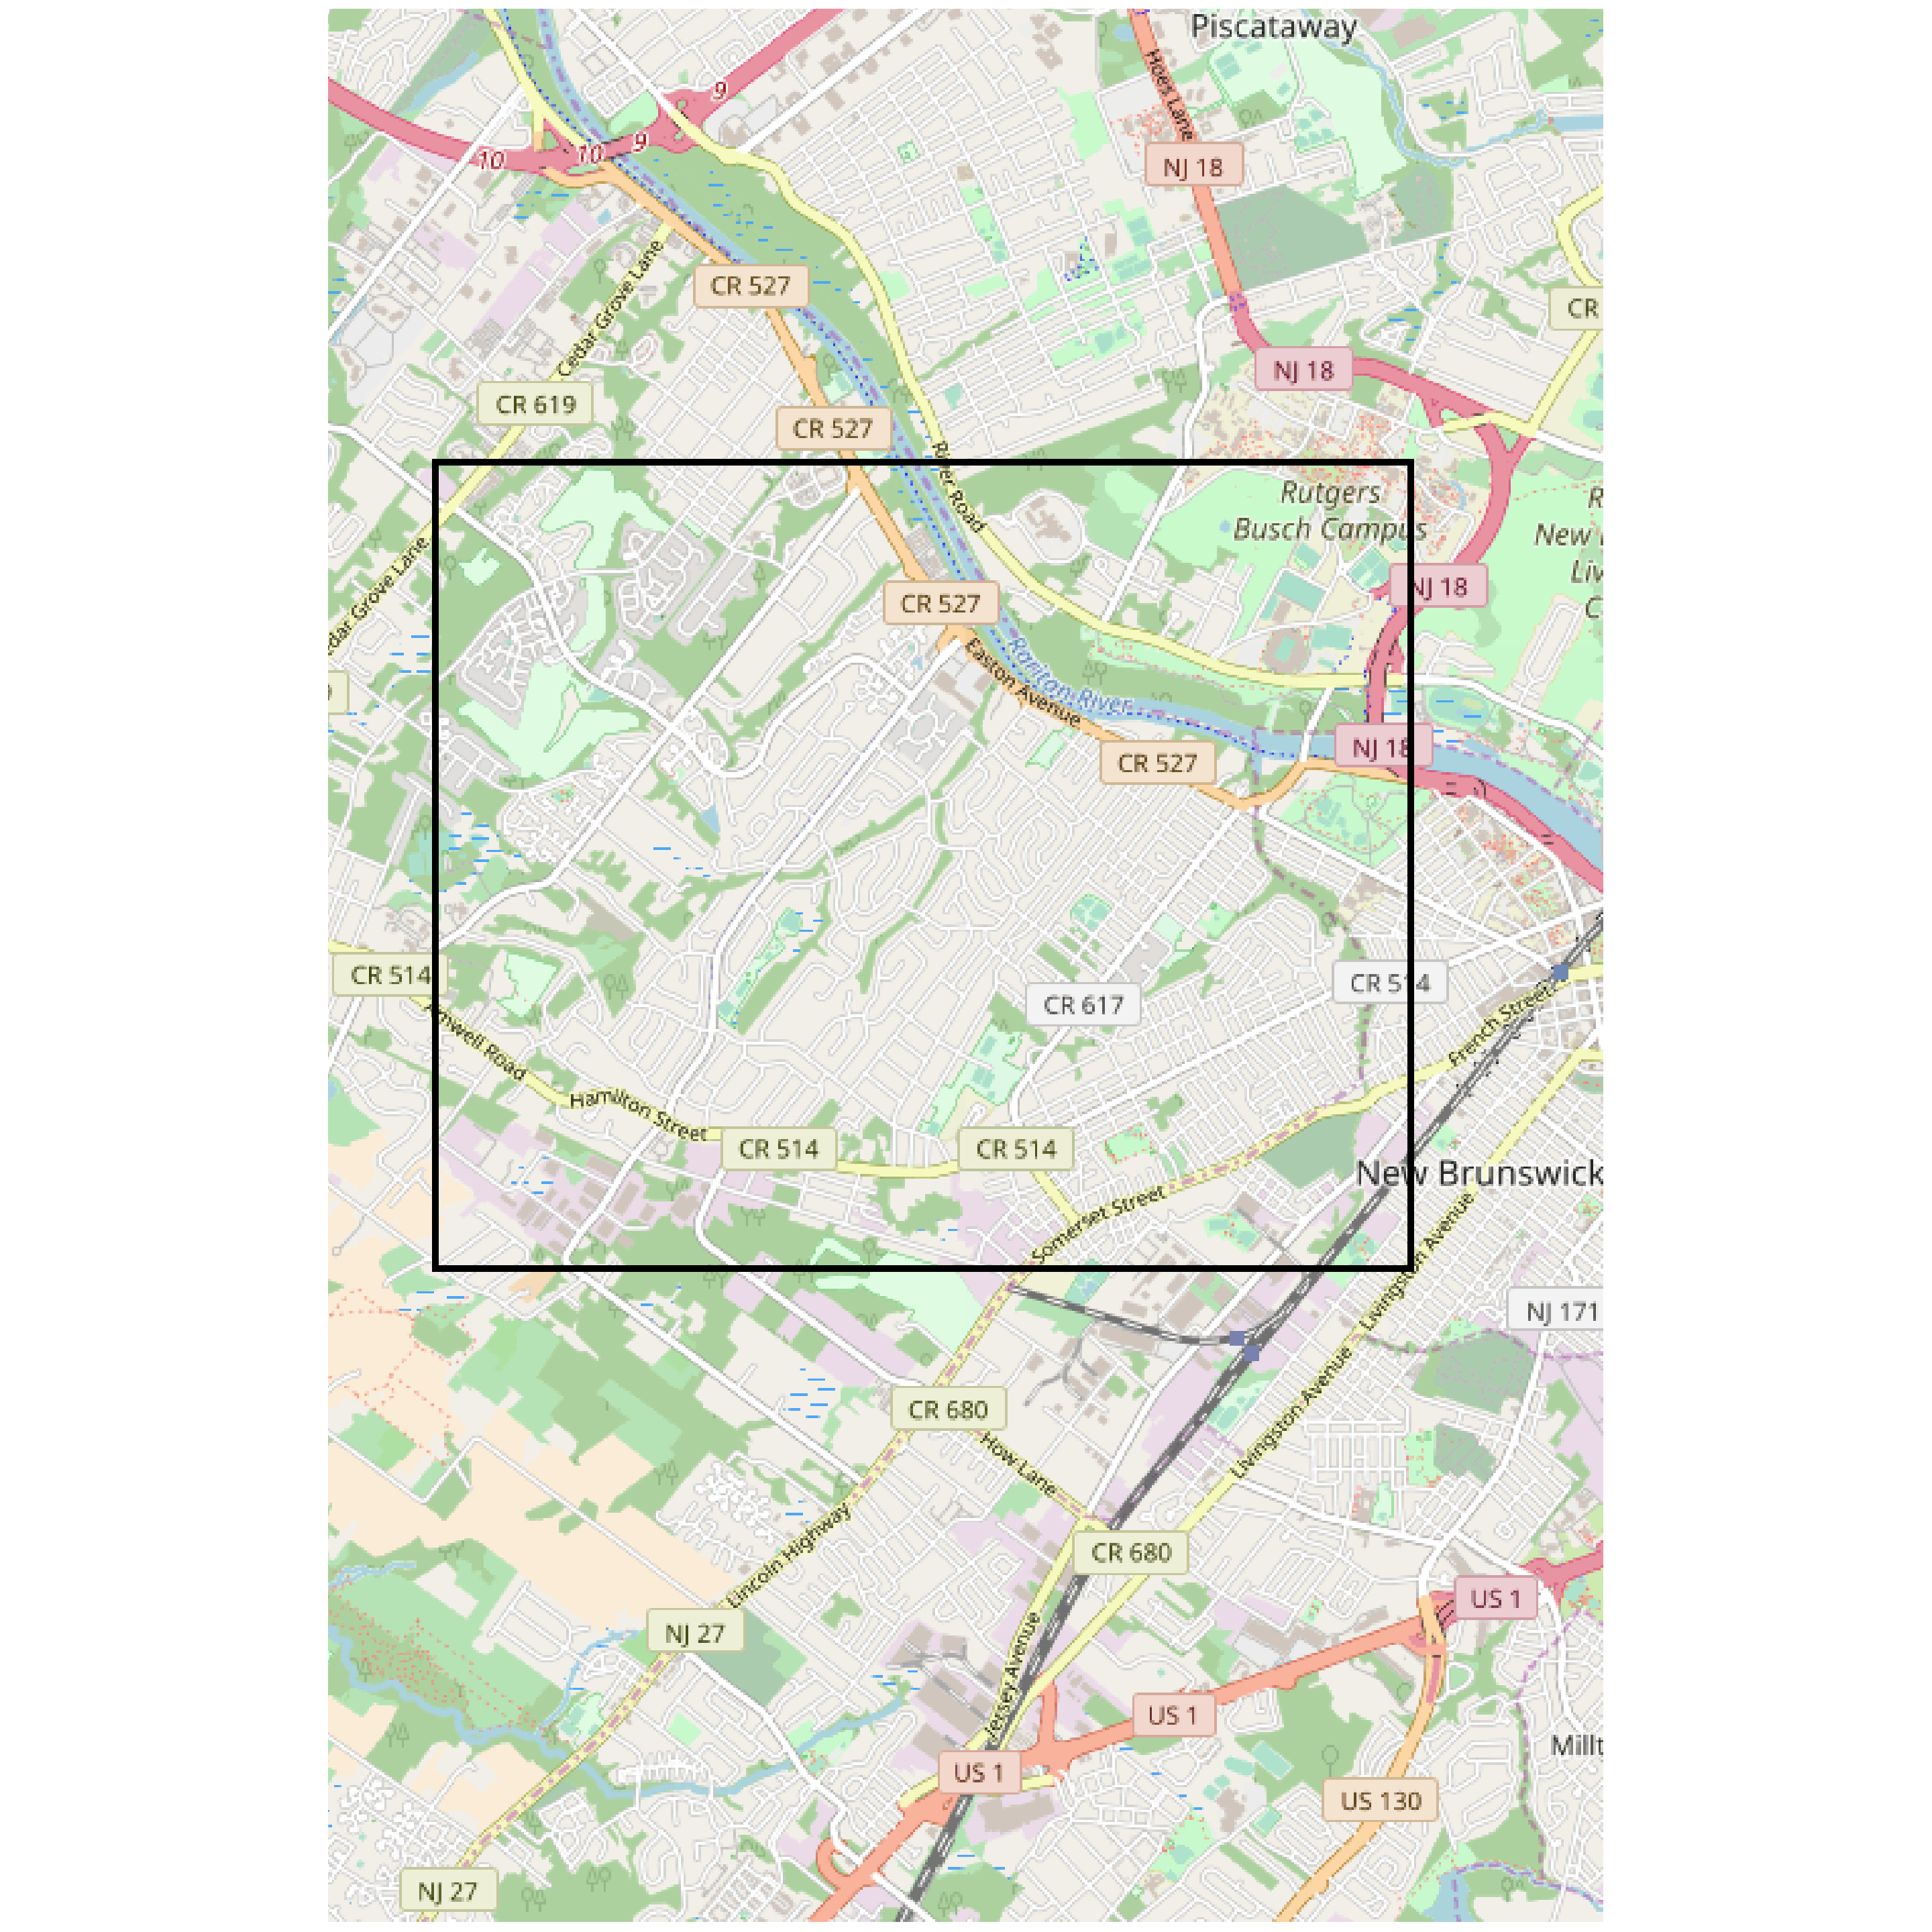 Piscataway
Hoes Lane
9
10
10
9
NJ 18
Cedar Grove Lane
CR 527
CR
NJ 18
CR 619
CR 527
River Road
Rutgers
Busch Campus
New
Liv
Cedar Grove Lane
NJ 18
CR 527
Easton Avenue
Raritan River
NJ 18
CR 527
CR 514
CR 514
CR 617
French Street
Amwell Road
Hamilton Street
CR 514
CR 514
New Brunswick
Somerset Street
Livingston Avenue
NJ 171
Livingston Avenue
CR 680
How Lane
Lincoln Highway
CR 680
US 1
NJ 27
Jersey Avenue
US 1
Millt
US 1
US 130
NJ 27